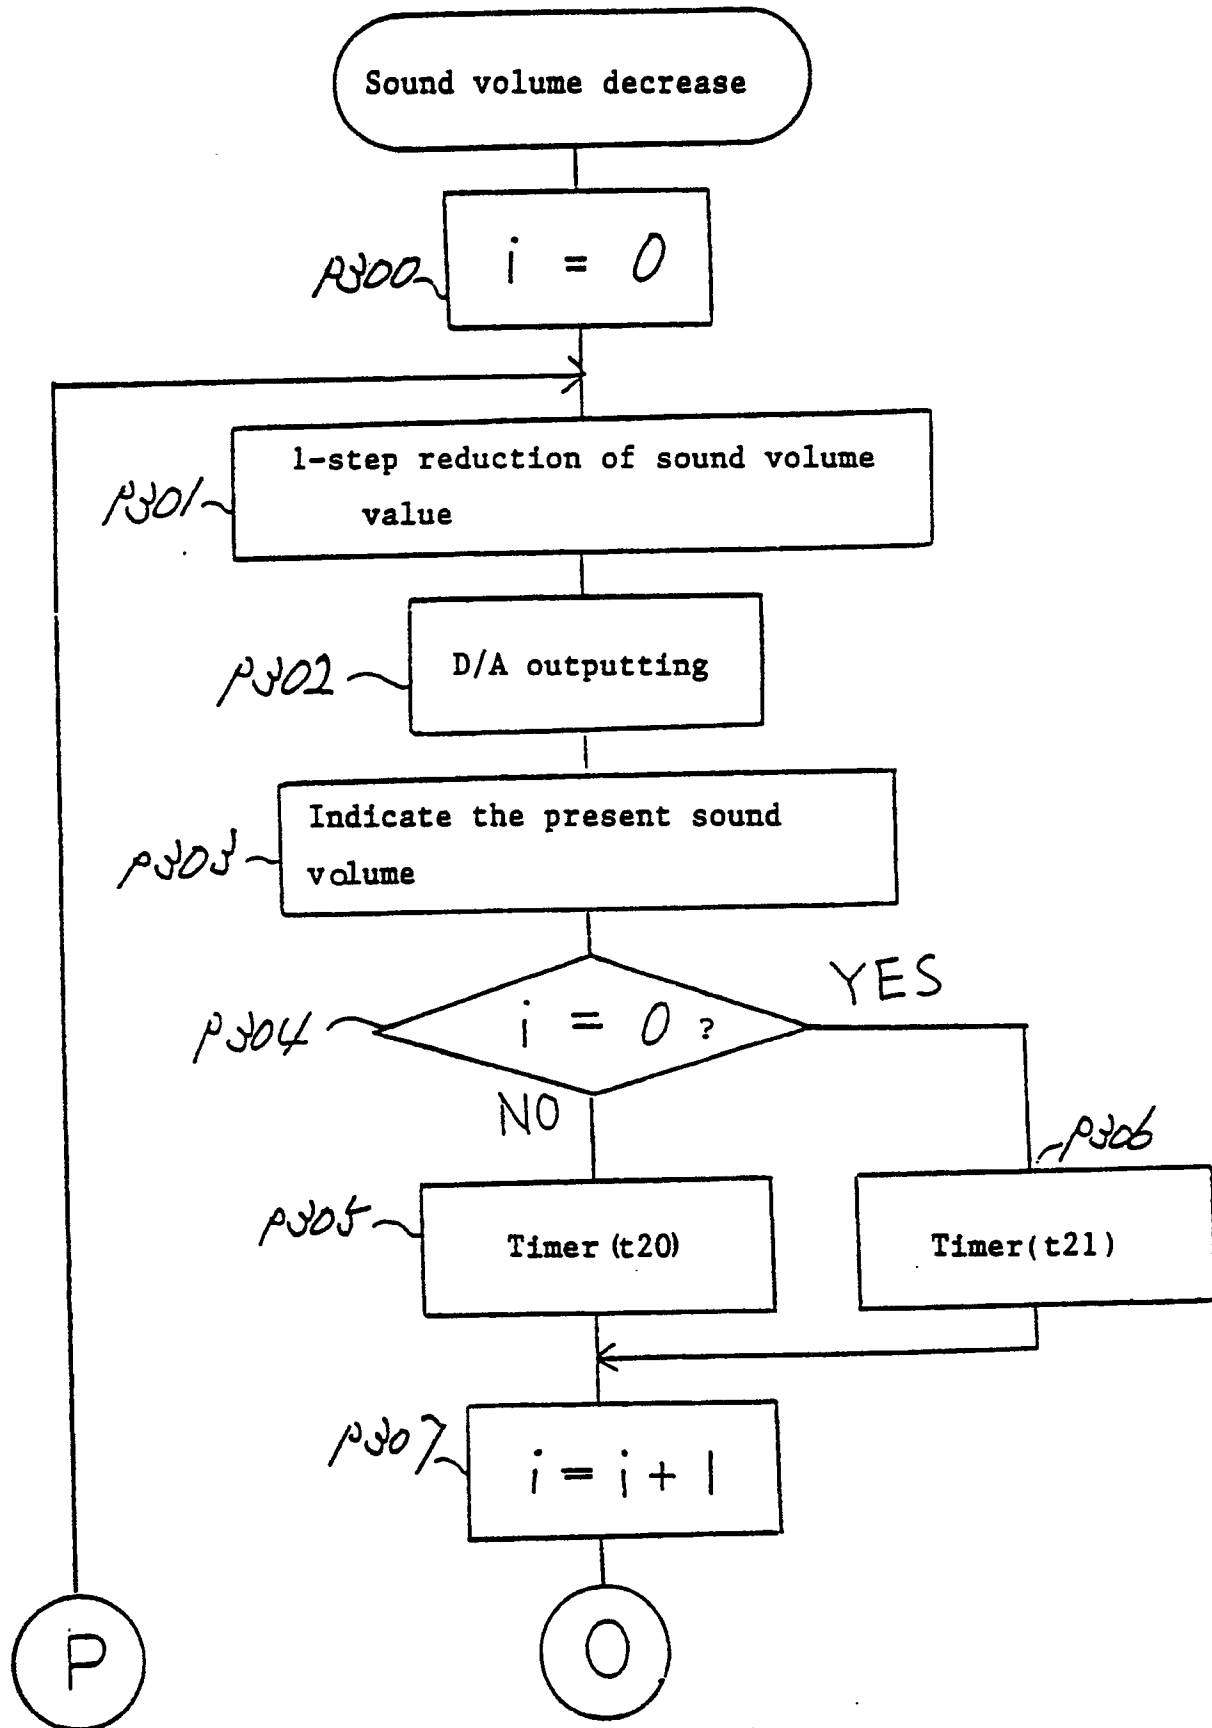 Sound volume decrease
i = 0
P300
1-step reduction of sound volume
value
P301
D/A outputting
P302
Indicate the present sound
volume
P303
i = 0 ?
YES
P304
NO
P306
P305
Timer (t20)
Timer(t21)
P307
i = i + 1
P
O